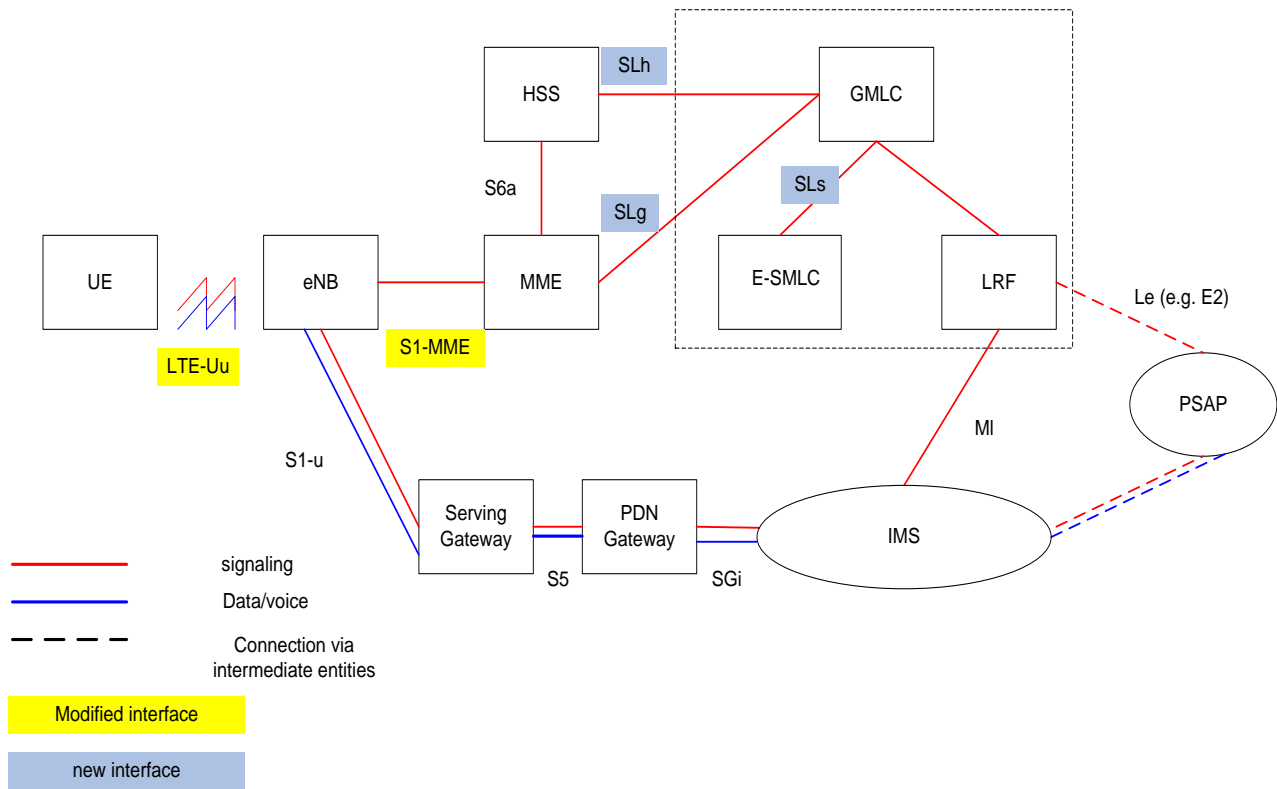 SLh
HSS
GMLC
S6a
SLg
SLs
UE
eNB
MME
E-SMLC
LRF
Le (e.g. E2)
LTE-Uu
S1-MME
PSAP
MI
S1-u
Serving
Gateway
PDN
Gateway
IMS
S5
SGi
signaling
Data/voice
Connection via
intermediate entities
Modified interface
new interface